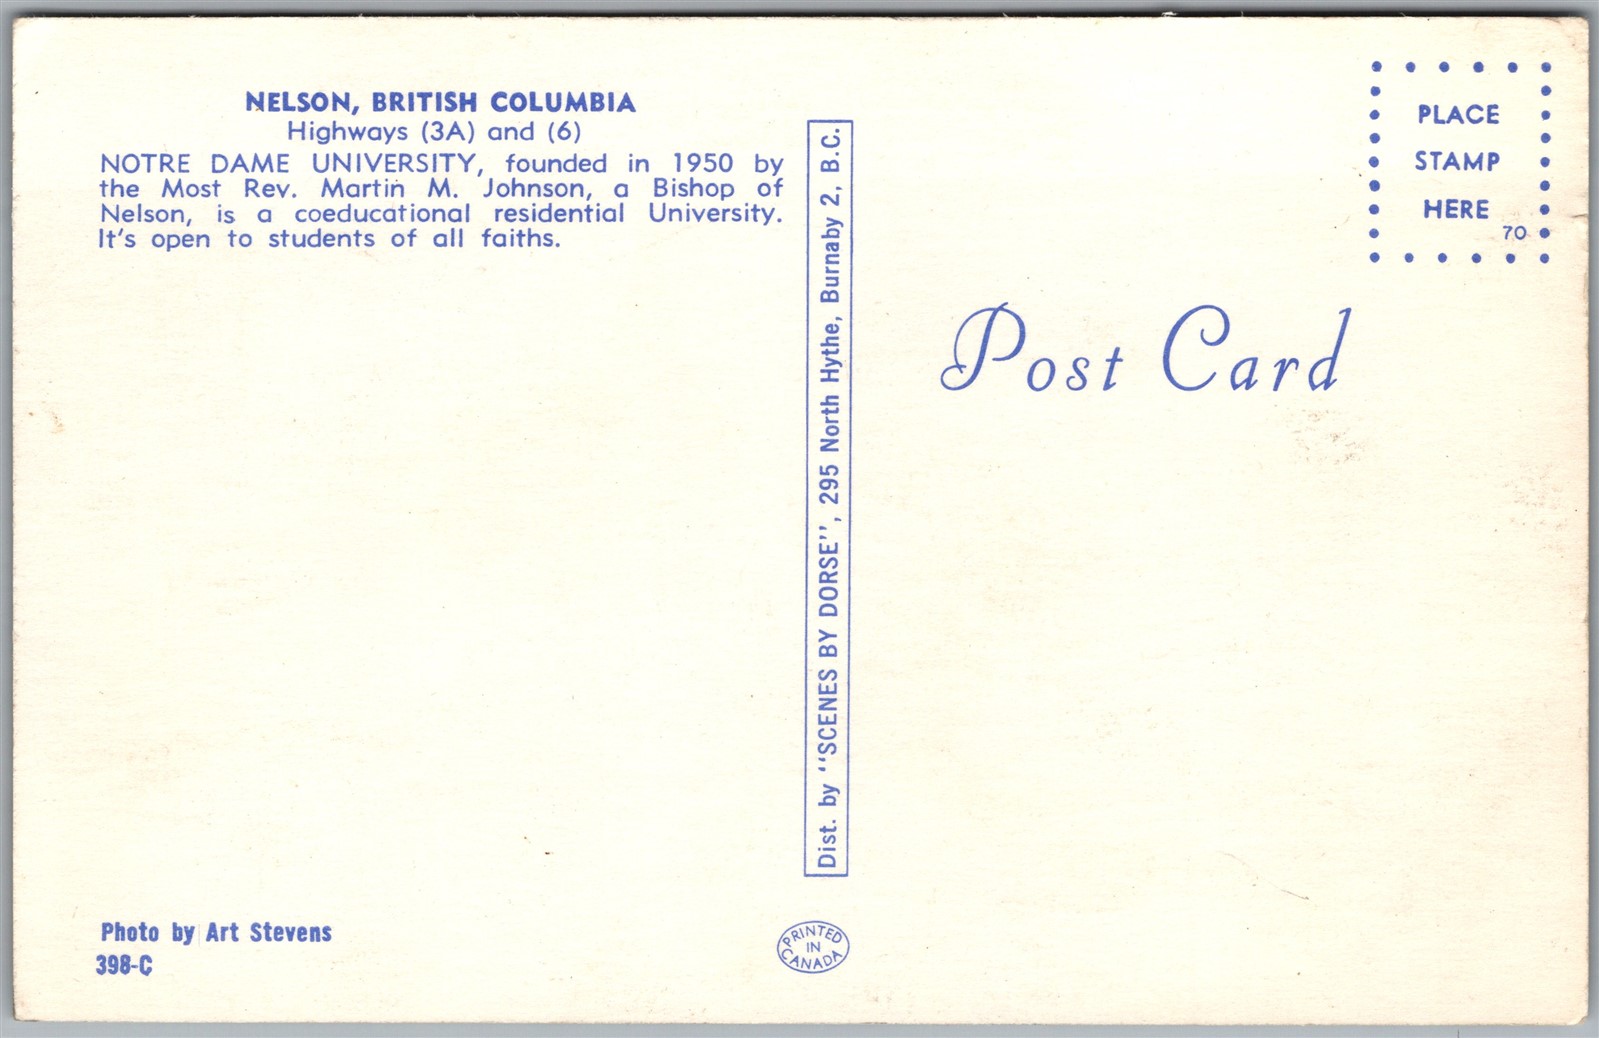 NELSON, BRITISH COLUMBIA
Highways (3A) and (6)
NOTRE DAME UNIVERSITY, founded in 1950 by
the Most Rev. Martin M. Johnson, a Bishop of
Nelson, is a coeducational residential University.
It's open to students of all faiths.
Photo by Art Stevens
398-C
Dist. by "SCENES BY DORSE", 295 North Hythe, Burnaby 2, B.C.
PRINTED
IN
CANADA
PLACE
STAMP
HERE
70
Post Card